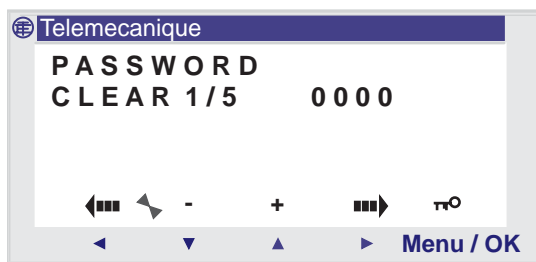 Telemecanique
PASSWORD
CLEAR 1/5 0000
- +
Menu / OK